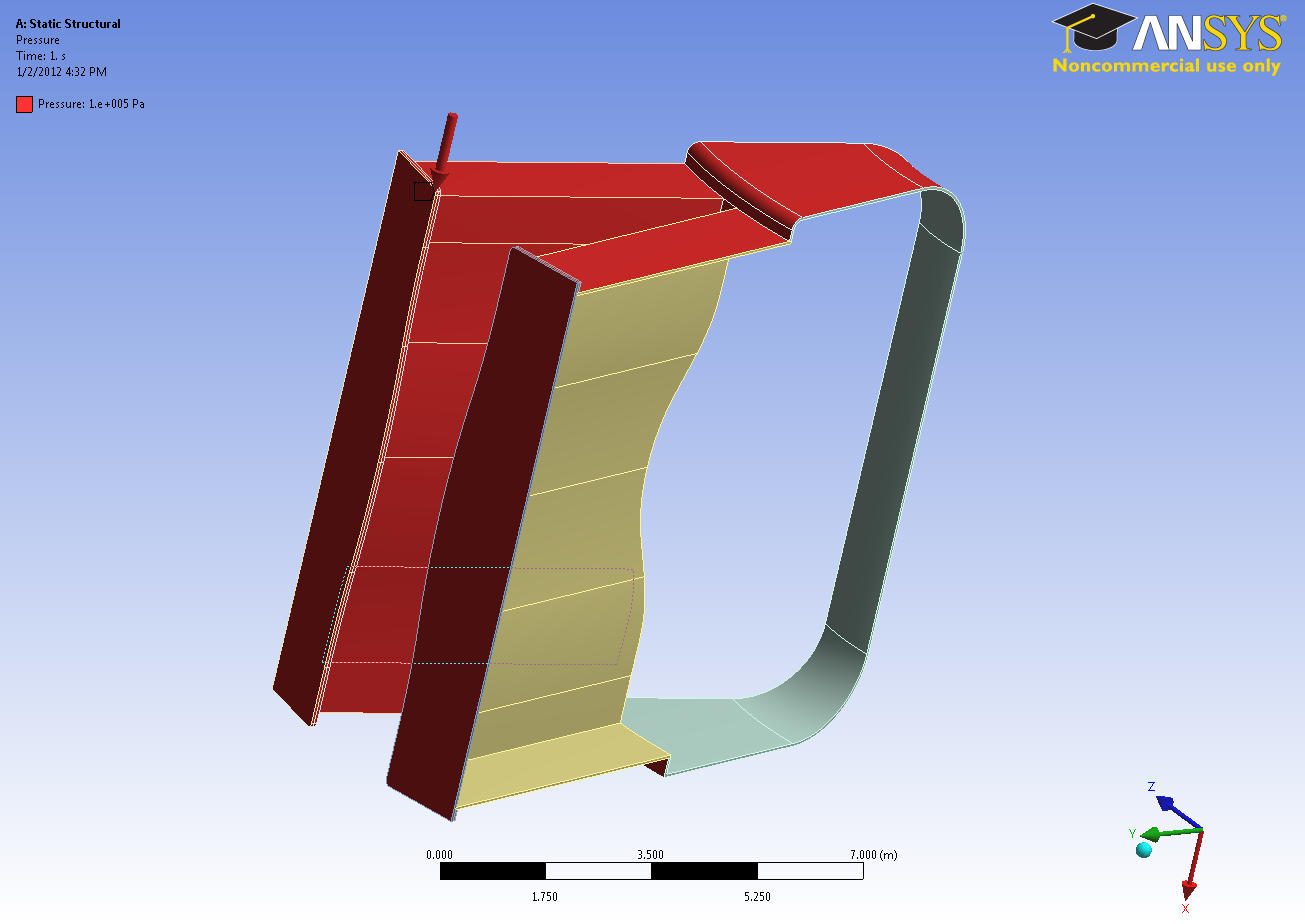 A: Static Structural
Pressure
Time: 1. s
1/2/2012 4:32 PM
Pressure: 1.e+005 Pa
ANSYS
Noncommercial use only
0.000 3.500 7.000 (m)
1.750 5.250
Z
Y
X